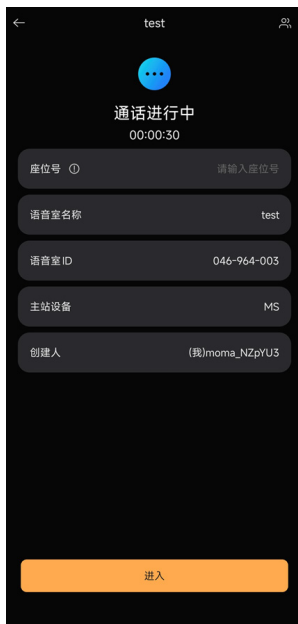 test
通话进行中
00:00:30
座位号 请输入座位号
语音室名称 test
语音室ID 046-964-003
主站设备 MS
创建人 (我)moma_NZpYU3
进入